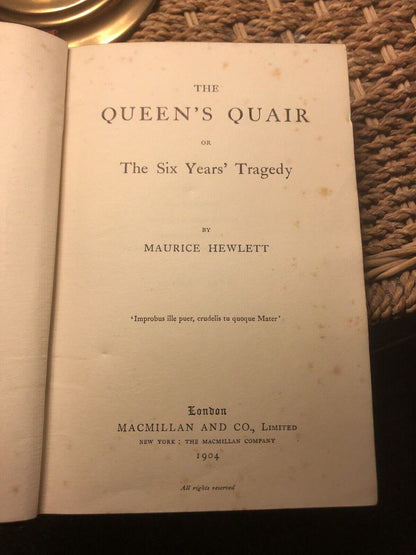 THE
QUEEN'S QUAIR
OR
The Six Years' Tragedy
BY
MAURICE HEWLETT
'Improbus ille puer, crudelis tu quoque Mater'
London
MACMILLAN AND CO., LIMITED
NEW YORK : THE MACMILLAN COMPANY
1904
All rights reserved